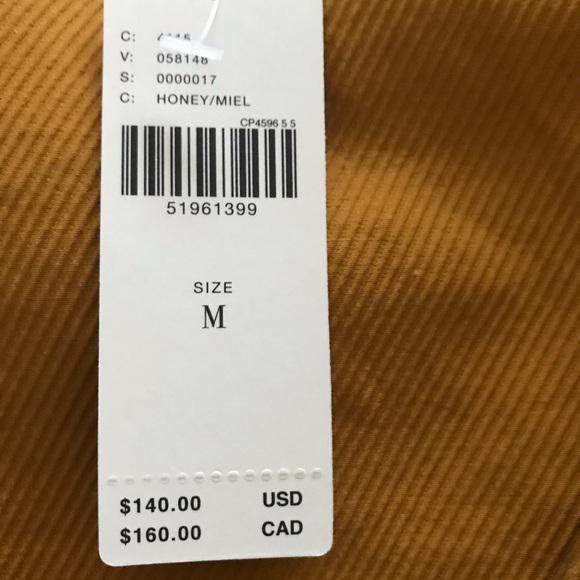 C:
V: 058148
S: 0000017
C: HONEY/MIEL
CP4596 5 5
51961399
SIZE
M
$140.00 USD
$160.00 CAD